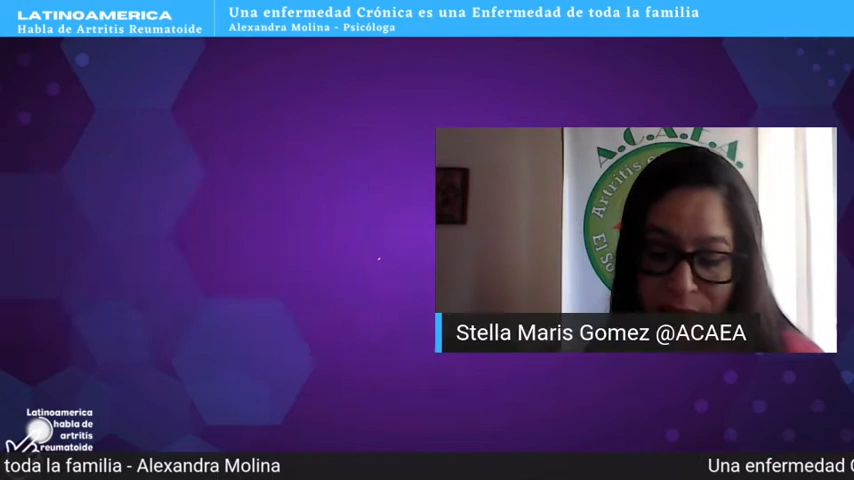 LATINOAMERICA
Habla de Artritis Reumatoide
Una enfermedad Crónica es una Enfermedad de toda la familia
Alexandra Molina - Psicóloga
A.C.A.E.A.
Artritis e
El So
Stella Maris Gomez @ACAEA
Latinoamerica
habla de
artritis
reumatoide
toda la familia - Alexandra Molina
Una enfermedad C